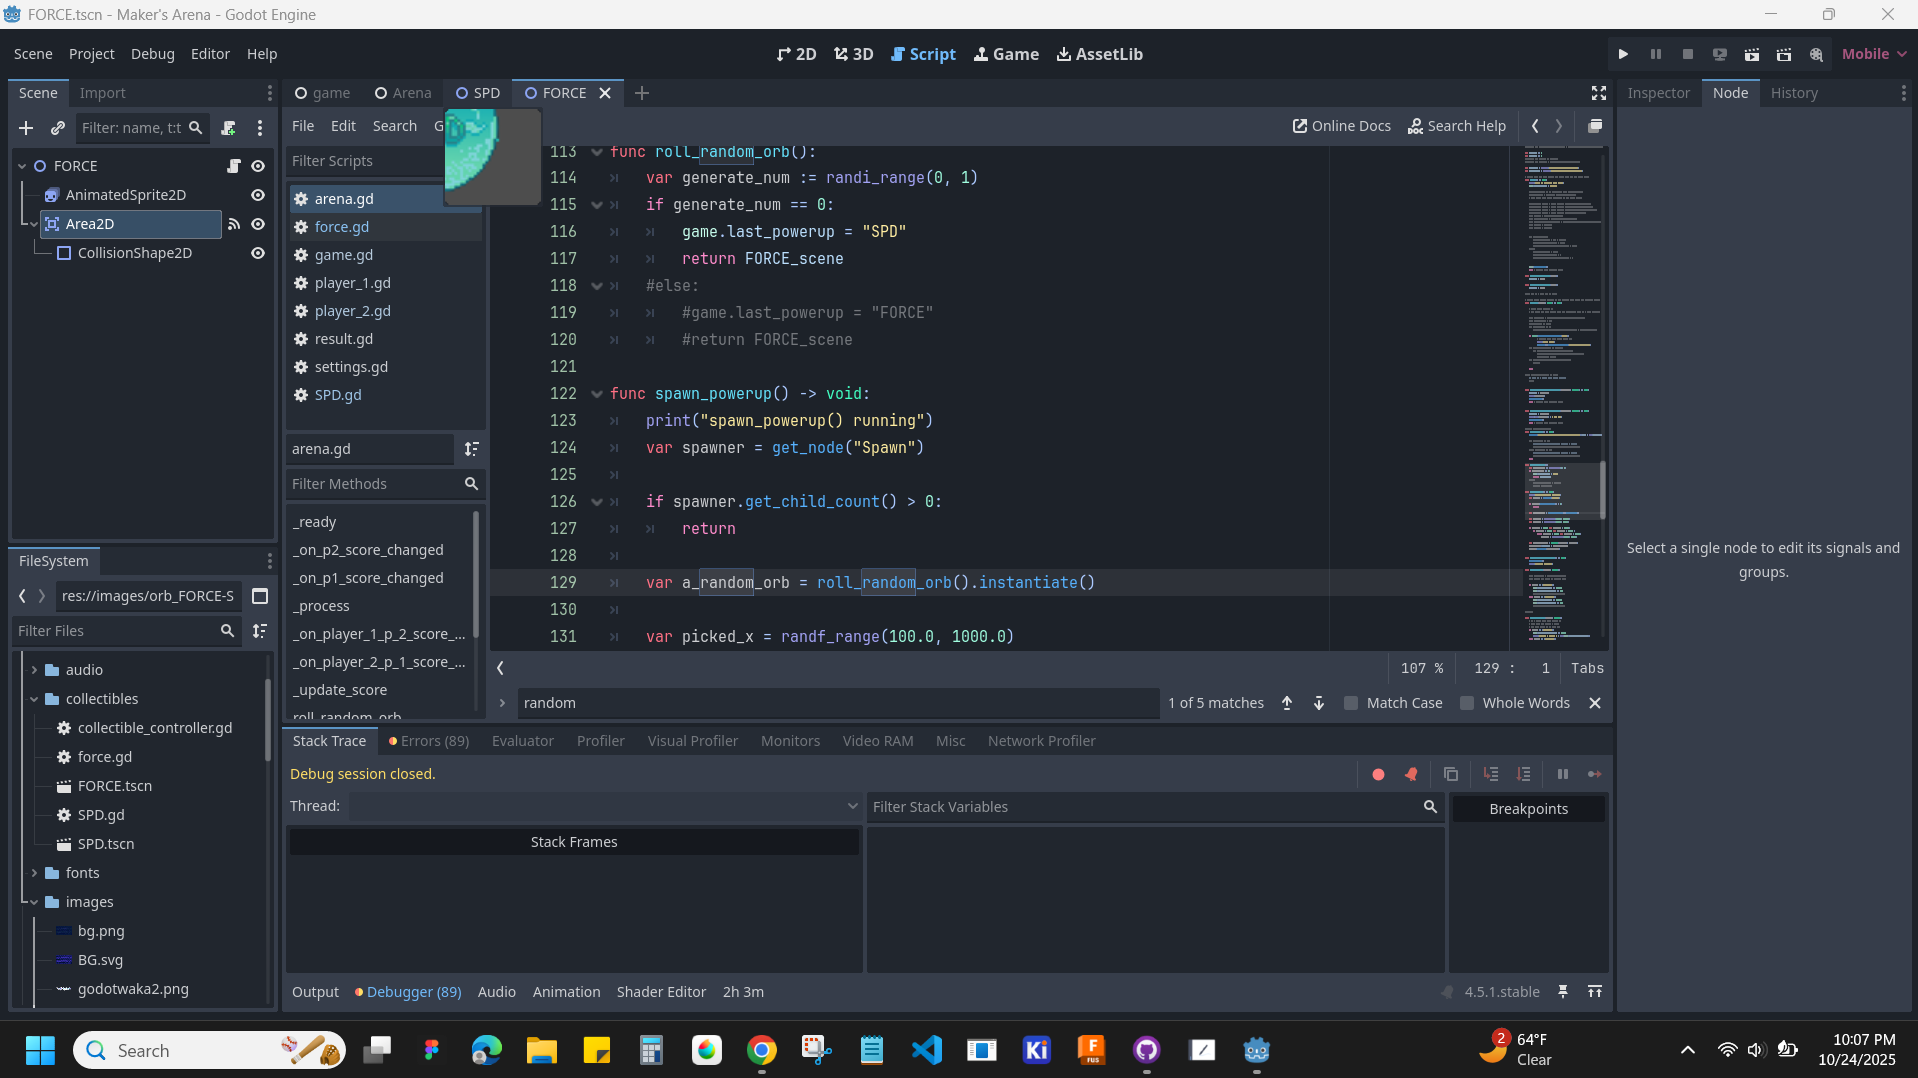 FORCE.tscn - Maker's Arena - Godot Engine
Scene Project Debug Editor Help
2D 3D Script Game AssetLib
Mobile
Scene Import
game Arena SPD FORCE
Inspector Node History
Filter: name, t:t
File Edit Search G
Online Docs Search Help
FORCE
AnimatedSprite2D
Area2D
CollisionShape2D
Filter Scripts
arena.gd
force.gd
game.gd
player_1.gd
player_2.gd
result.gd
settings.gd
SPD.gd
arena.gd
Filter Methods
_ready
_on_p2_score_changed
_on_p1_score_changed
_process
_on_player_1_p_2_score_...
_on_player_2_p_1_score_...
_update_score
roll_random_orb
113 func roll_random_orb():
114 var generate_num := randi_range(0, 1)
115 if generate_num == 0:
116 game.last_powerup = "SPD"
117 return FORCE_scene
118 #else:
119 #game.last_powerup = "FORCE"
120 #return FORCE_scene
121
122 func spawn_powerup() -> void:
123 print("spawn_powerup() running")
124 var spawner = get_node("Spawn")
125
126 if spawner.get_child_count() > 0:
127 return
128
129 var a_random_orb = roll_random_orb().instantiate()
130
131 var picked_x = randf_range(100.0, 1000.0)
107 % 129 : 1 Tabs
random 1 of 5 matches Match Case Whole Words
Select a single node to edit its signals and
groups.
FileSystem
res://images/orb_FORCE-S
Filter Files
audio
collectibles
collectible_controller.gd
force.gd
FORCE.tscn
SPD.gd
SPD.tscn
fonts
images
bg.png
BG.svg
godotwaka2.png
Stack Trace Errors (89) Evaluator Profiler Visual Profiler Monitors Video RAM Misc Network Profiler
Debug session closed.
Thread: Filter Stack Variables Breakpoints
Stack Frames
Output Debugger (89) Audio Animation Shader Editor 2h 3m 4.5.1.stable
Search
Ki
F
FUS
2
64°F
Clear
10:07 PM
10/24/2025